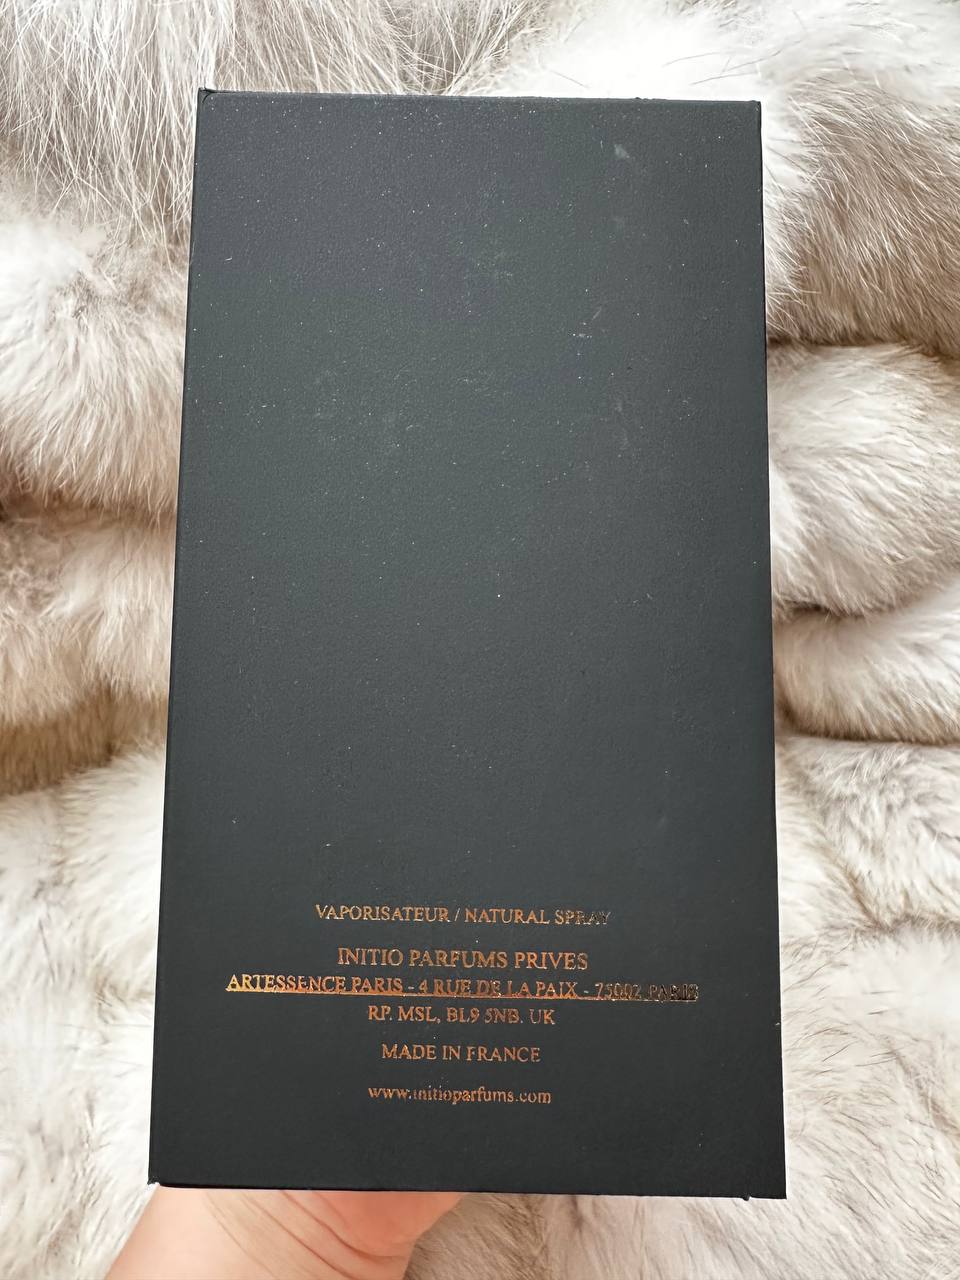 VAPORISATEUR / NATURAL SPRAY
INITIO PARFUMS PRIVES
ARTESSENCE PARIS - 4 RUE DE LA PAIX - 75002 PARIS
RP. MSL, BL9 5NB. UK
MADE IN FRANCE
www.initioparfums.com